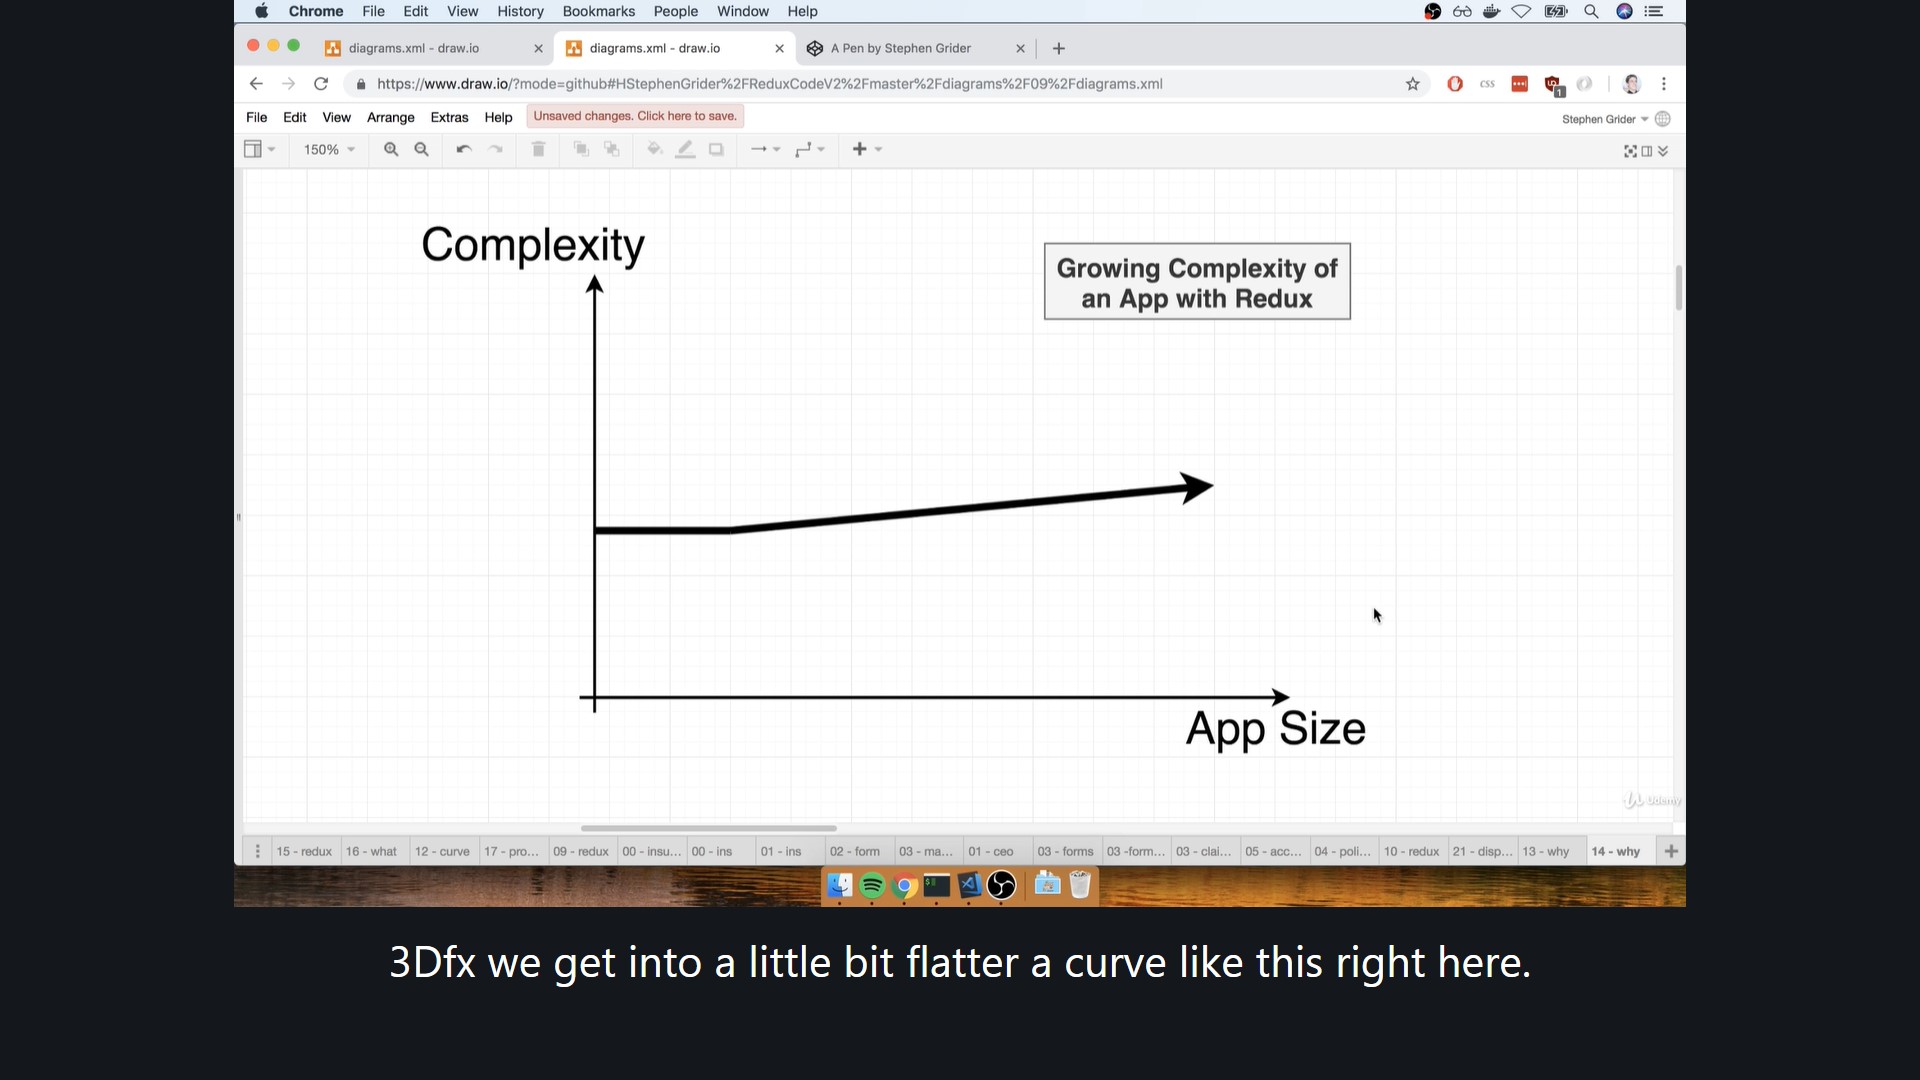 Chrome File Edit View History Bookmarks People Window Help
diagrams.xml - draw.io
diagrams.xml - draw.io
A Pen by Stephen Grider
https://www.draw.io/?mode=github#HStephenGrider%2FReduxCodeV2%2Fmaster%2Fdiagrams%2F09%2Fdiagrams.xml
css
1
File Edit View Arrange Extras Help
Unsaved changes. Click here to save.
Stephen Grider
150%
Complexity
Growing Complexity of
an App with Redux
App Size
Udemy
15 - redux 16 - what 12 - curve 17 - pro... 09 - redux 00 - insu... 00 - ins 01 - ins 02 - form 03 - ma... 01 - ceo 03 - forms 03 -form... 03 - clai... 05 - acc... 04 - poli... 10 - redux 21 - disp... 13 - why 14 - why
3Dfx we get into a little bit flatter a curve like this right here.